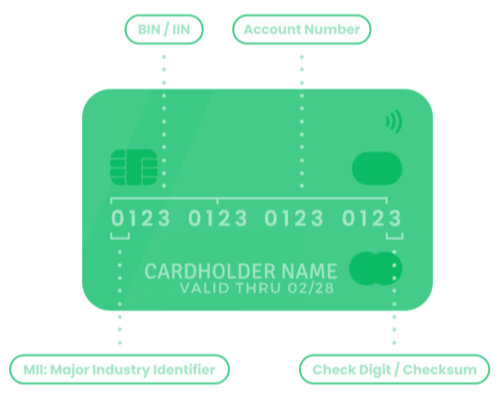 BIN / IIN
Account Number
0123 0123 0123 0123
CARDHOLDER NAME
VALID THRU 02/28
MII: Major Industry Identifier
Check Digit / Checksum